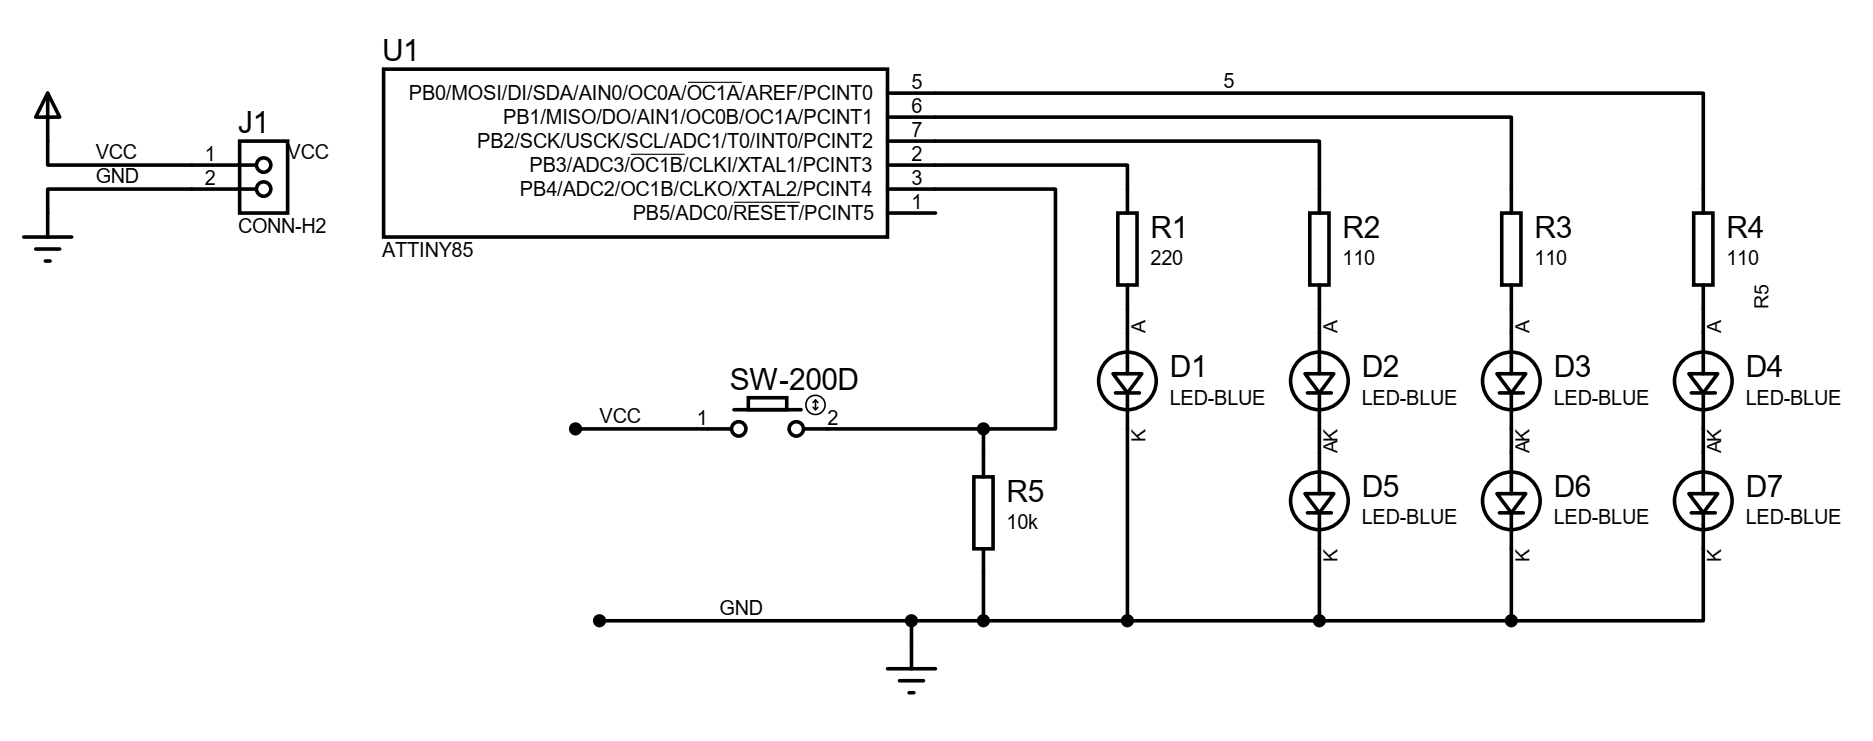 U1
PB0/MOSI/DI/SDA/AIN0/OC0A/OC1A/AREF/PCINT0 5 5
PB1/MISO/DO/AIN1/OC0B/OC1A/PCINT1 6
PB2/SCK/USCK/SCL/ADC1/T0/INT0/PCINT2 7
PB3/ADC3/OC1B/CLKI/XTAL1/PCINT3 2
PB4/ADC2/OC1B/CLKO/XTAL2/PCINT4 3
PB5/ADC0/RESET/PCINT5 1
ATTINY85
J1
VCC 1 VCC
GND 2
CONN-H2
R1
220
R2
110
R3
110
R4
110
R5
A
A
A
A
D1
LED-BLUE
D2
LED-BLUE
D3
LED-BLUE
D4
LED-BLUE
SW-200D
VCC 1 2
K
K
A
K
A
K
A
R5
10k
D5
LED-BLUE
D6
LED-BLUE
D7
LED-BLUE
K
K
K
GND